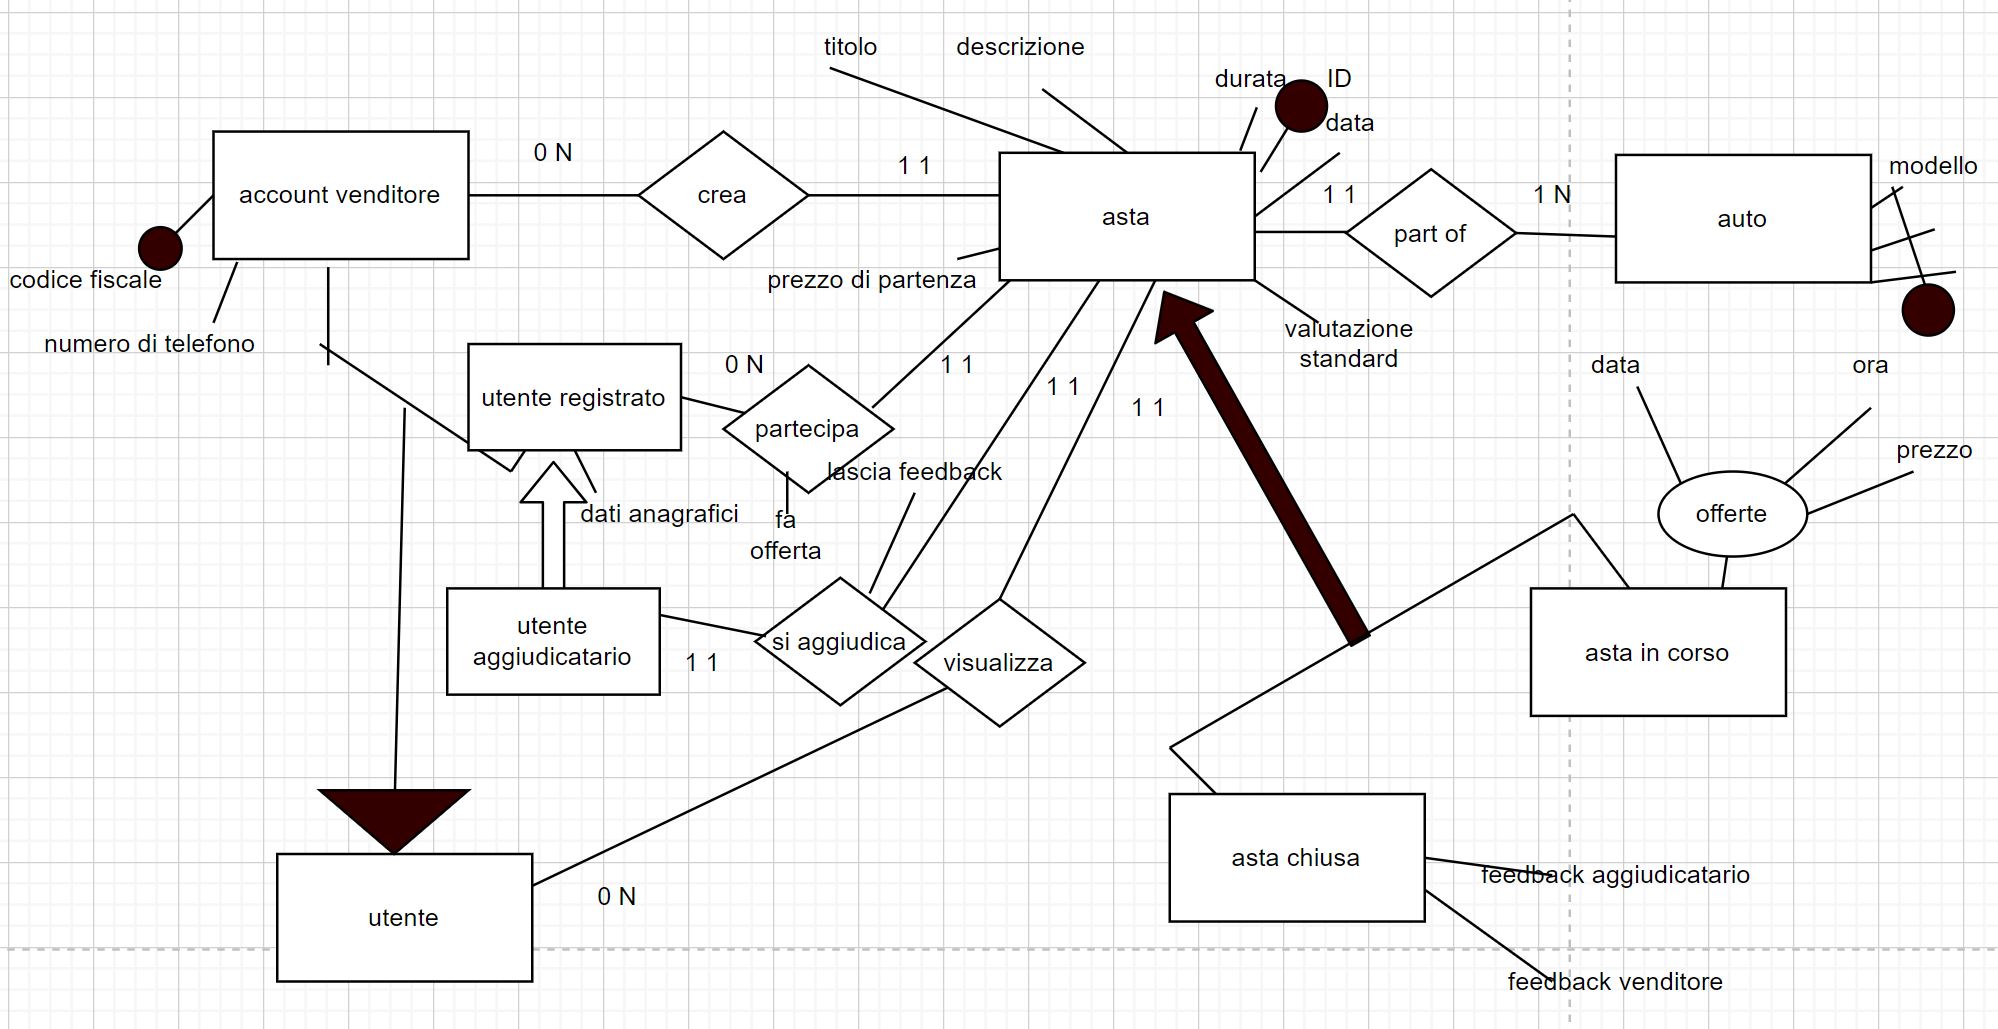 titolo
descrizione
durata
ID
data
0 N
1 1
account venditore
crea
asta
1 1
1 N
part of
auto
modello
codice fiscale
prezzo di partenza
numero di telefono
valutazione
standard
utente registrato
0 N
partecipa
1 1
1 1
1 1
data
ora
prezzo
lascia feedback
dati anagrafici
fa
offerta
offerte
utente
aggiudicatario
1 1
si aggiudica
visualizza
asta in corso
asta chiusa
feedback aggiudicatario
feedback venditore
0 N
utente